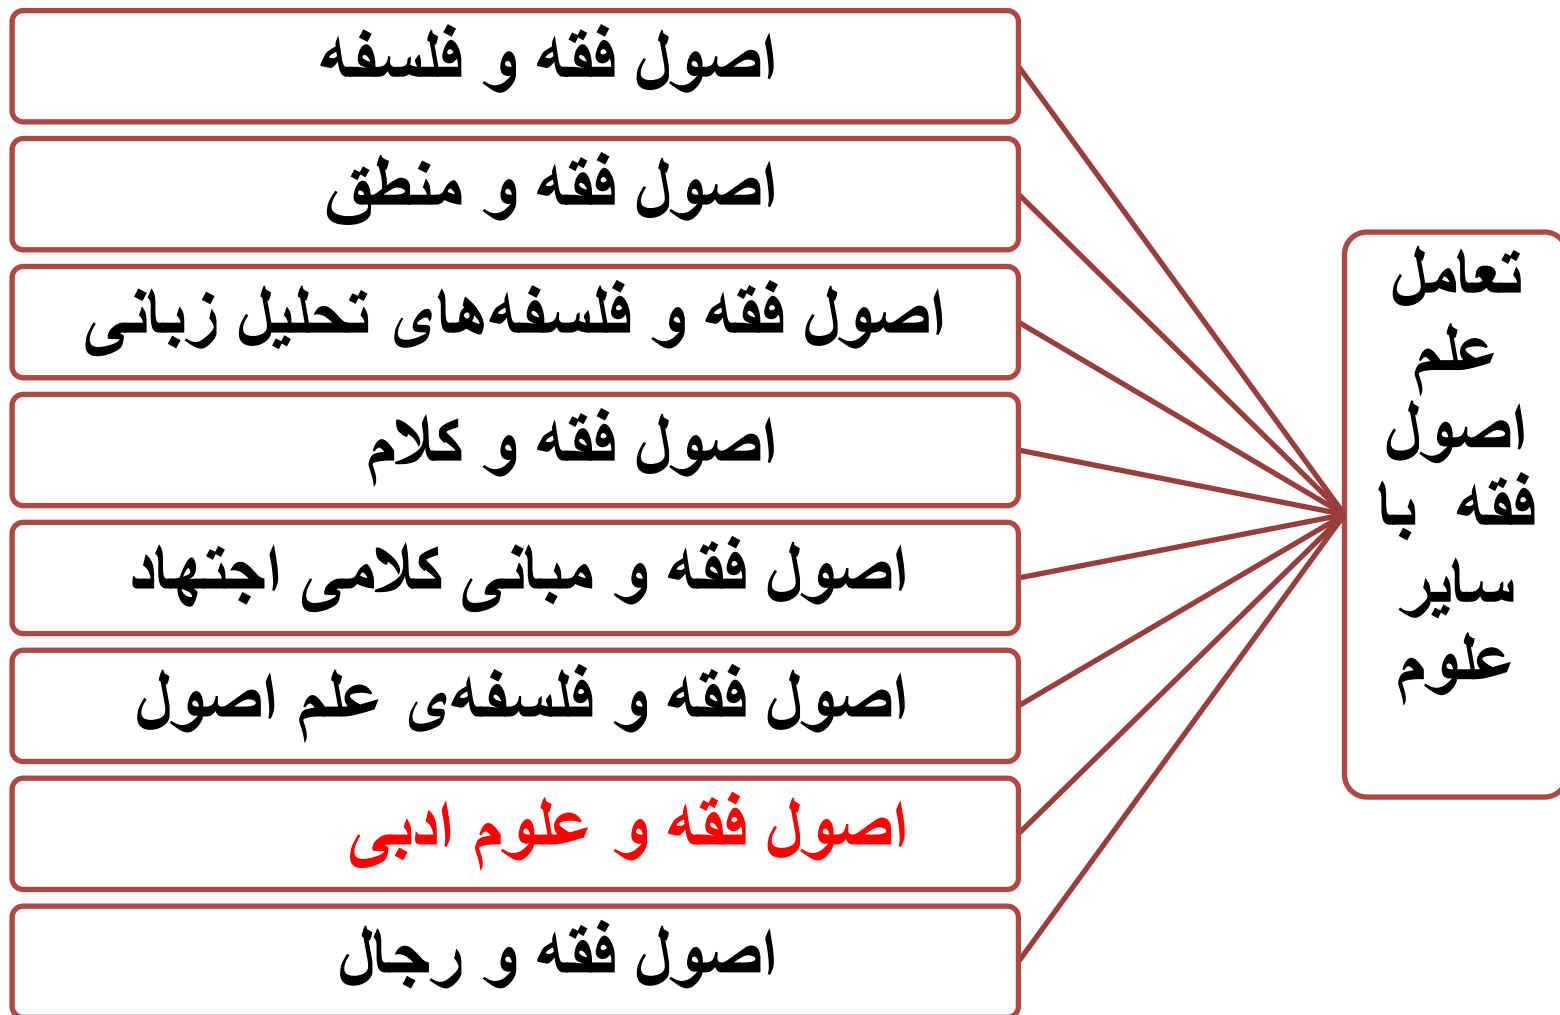 تعامل
علم
اصول
فقه با
سایر
علوم
اصول فقه و فلسفه
اصول فقه و منطق
اصول فقه و فلسفه‌های تحلیل زبانی
اصول فقه و کلام
اصول فقه و مبانی کلامی اجتهاد
اصول فقه و فلسفه‌ی علم اصول
اصول فقه و علوم ادبی
اصول فقه و رجال